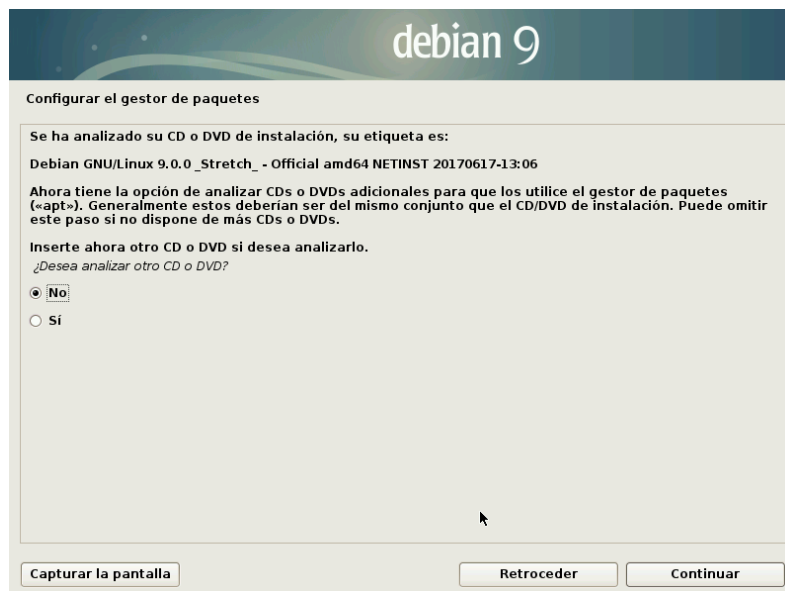 debian 9
Configurar el gestor de paquetes
Se ha analizado su CD o DVD de instalación, su etiqueta es:
Debian GNU/Linux 9.0.0 _Stretch_ - Official amd64 NETINST 20170617-13:06
Ahora tiene la opción de analizar CDs o DVDs adicionales para que los utilice el gestor de paquetes
(«apt»). Generalmente estos deberían ser del mismo conjunto que el CD/DVD de instalación. Puede omitir
este paso si no dispone de más CDs o DVDs.
Inserte ahora otro CD o DVD si desea analizarlo.
¿Desea analizar otro CD o DVD?
No
Sí
Capturar la pantalla
Retroceder
Continuar